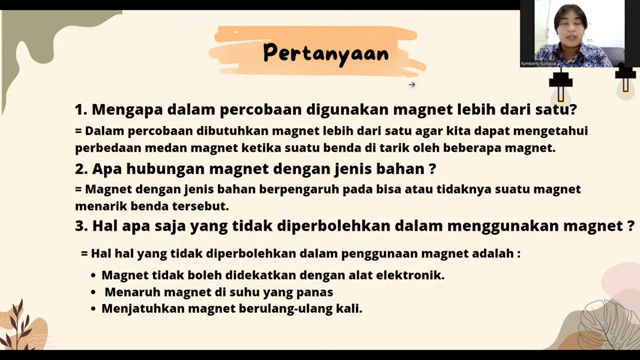 Pertanyaan
1. Mengapa dalam percobaan digunakan magnet lebih dari satu?
= Dalam percobaan dibutuhkan magnet lebih dari satu agar kita dapat mengetahui
perbedaan medan magnet ketika suatu benda di tarik oleh beberapa magnet.
2. Apa hubungan magnet dengan jenis bahan ?
= Magnet dengan jenis bahan berpengaruh pada bisa atau tidaknya suatu magnet
menarik benda tersebut.
3. Hal apa saja yang tidak diperbolehkan dalam menggunakan magnet ?
= Hal hal yang tidak diperbolehkan dalam penggunaan magnet adalah :
• Magnet tidak boleh didekatkan dengan alat elektronik.
• Menaruh magnet di suhu yang panas
• Menjatuhkan magnet berulang-ulang kali.